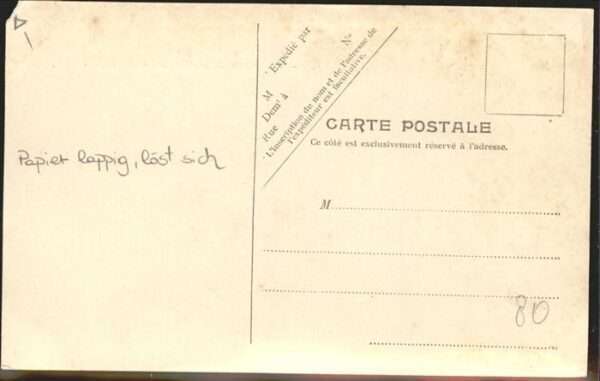 Papier lappig, löst sich
Expédié par
M
Nº
Demt à
Rue
L'inscription du nom et de l'adresse de
l'expéditeur est facultative.
CARTE POSTALE
Ce côté est exclusivement réservé à l'adresse.
M
80